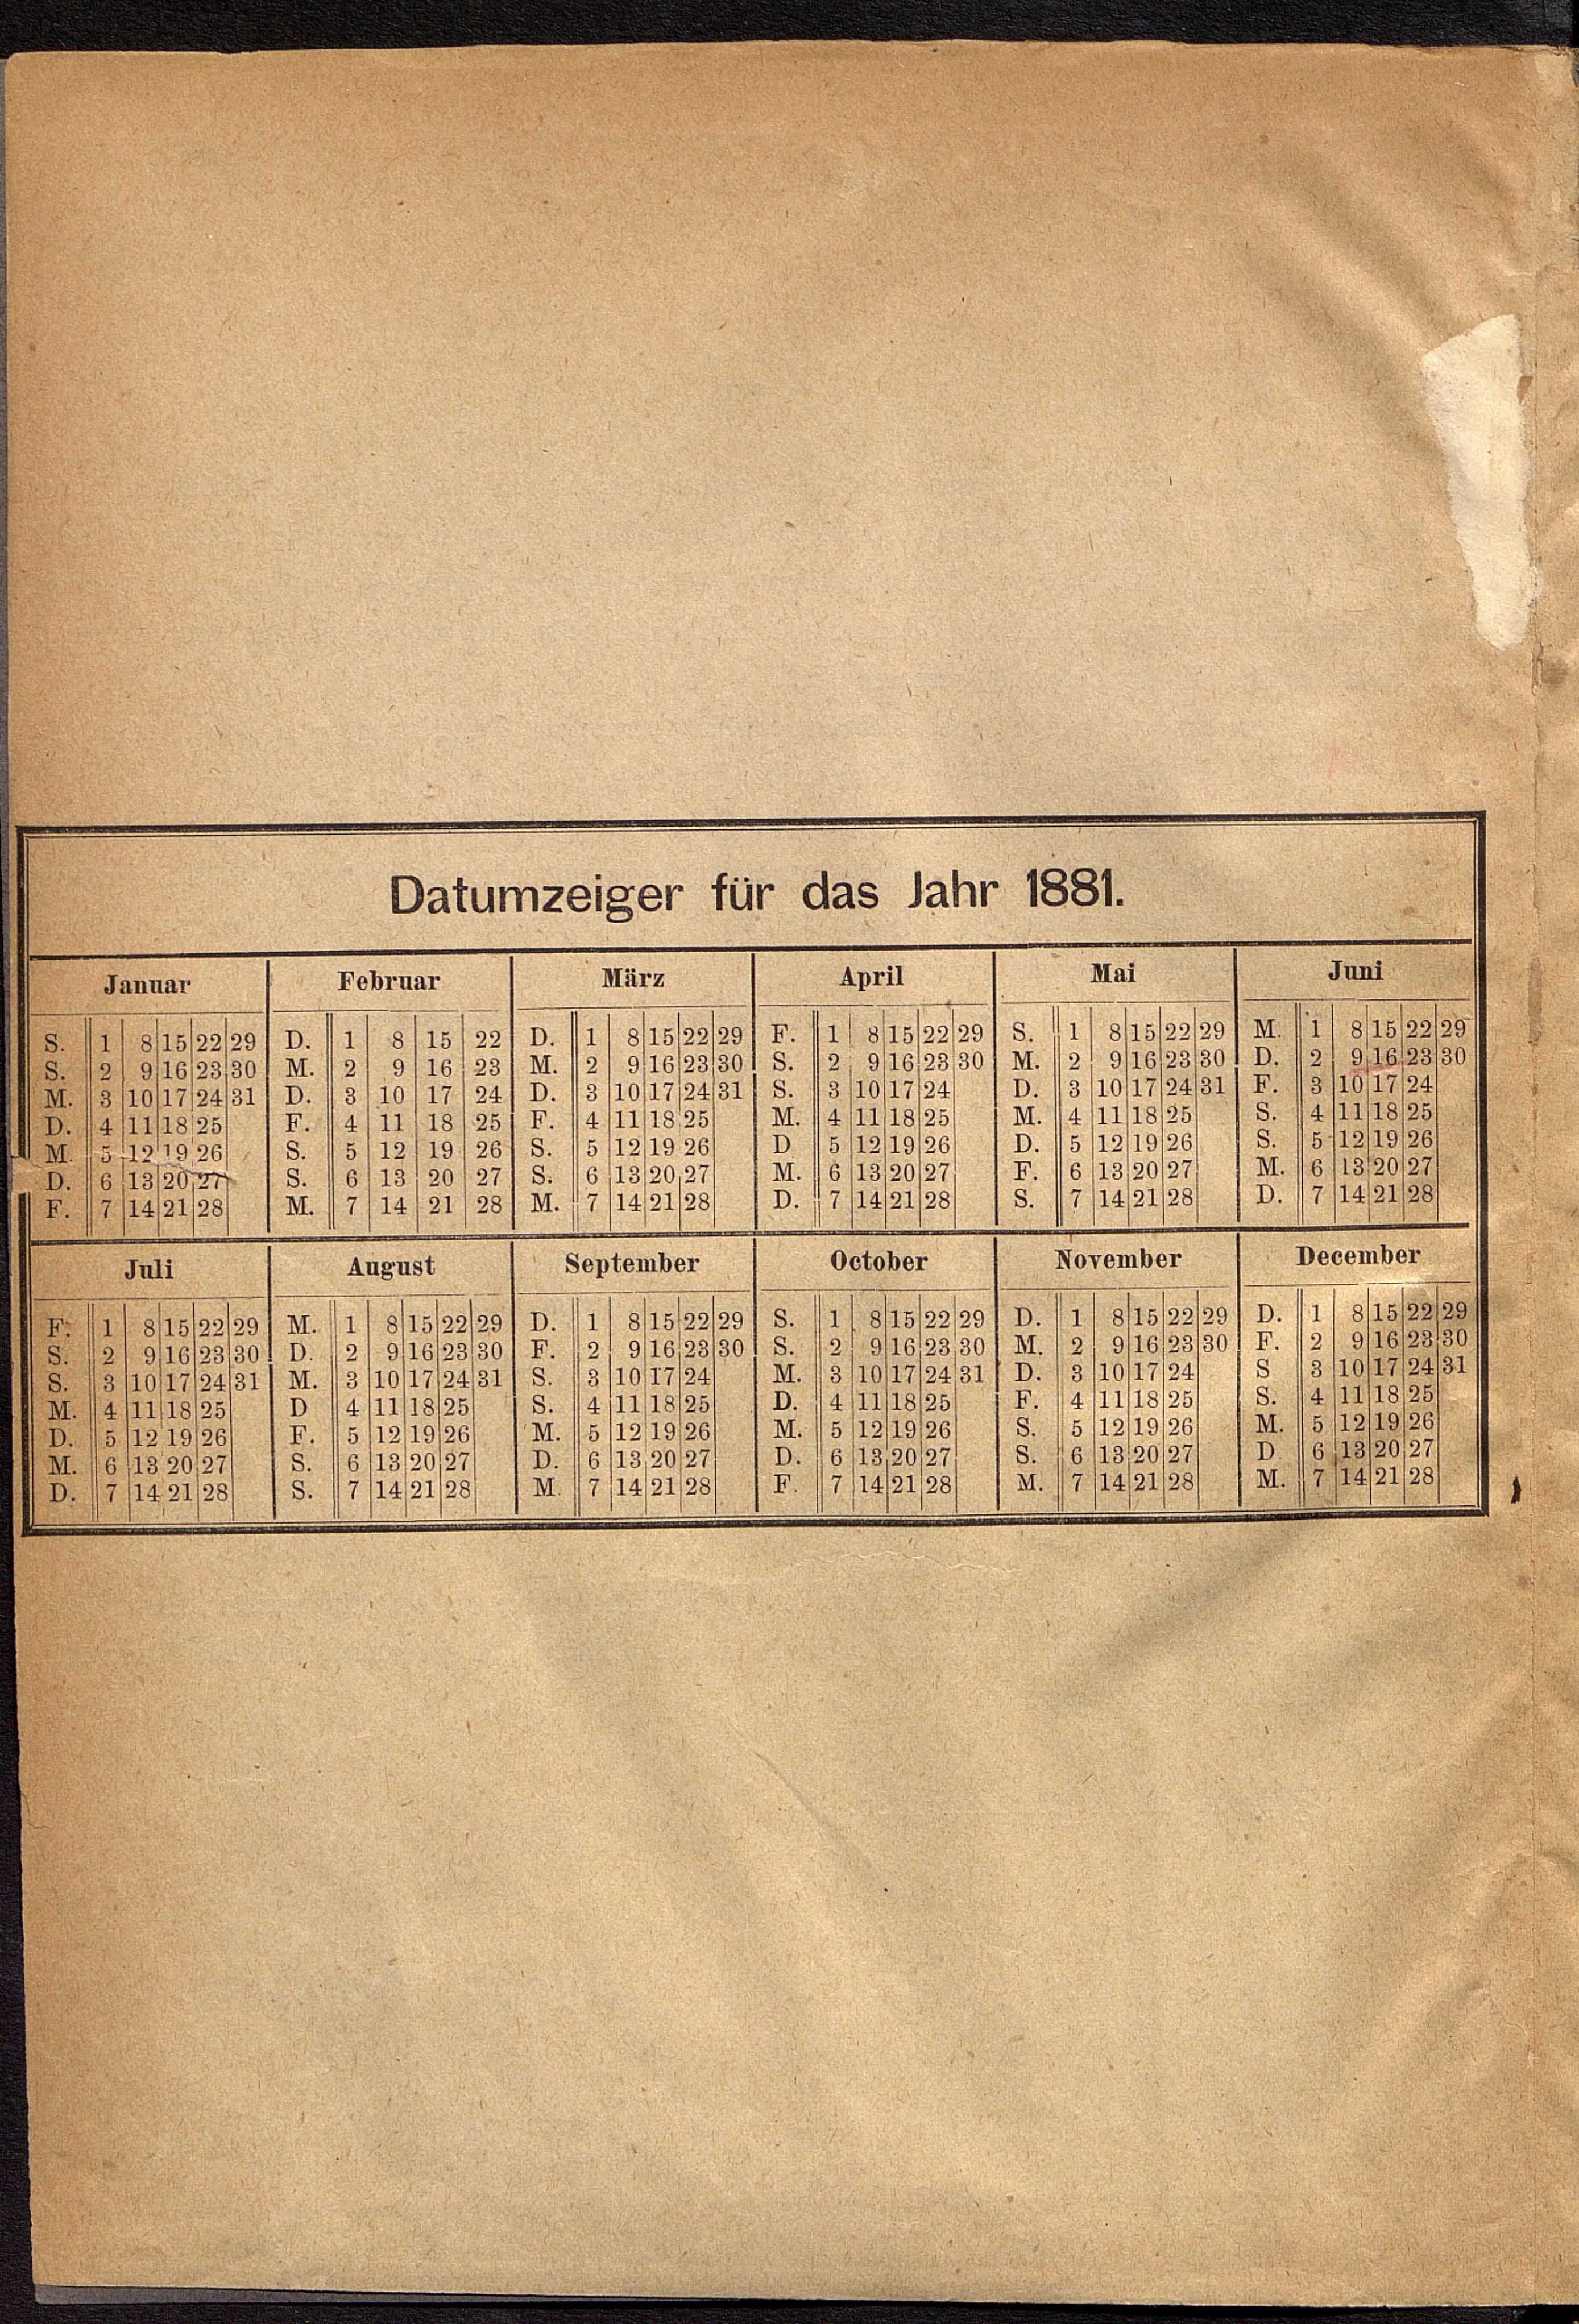 Datumzeiger für das Jahr 1881.
Januar Februar März April Mai Juni
S. 1 8 15 22 29 D. 1 8 15 22 D. 1 8 15 22 29 F. 1 8 15 22 29 S. 1 8 15 22 29 M. 1 8 15 22 29
S. 2 9 16 23 30 M. 2 9 16 23 M. 2 9 16 23 30 S. 2 9 16 23 30 M. 2 9 16 23 30 D. 2 9 16 23 30
M. 3 10 17 24 31 D. 3 10 17 24 D. 3 10 17 24 31 S. 3 10 17 24 D. 3 10 17 24 31 F. 3 10 17 24
D. 4 11 18 25 F. 4 11 18 25 F. 4 11 18 25 M. 4 11 18 25 M. 4 11 18 25 S. 4 11 18 25
M. 5 12 19 26 S. 5 12 19 26 S. 5 12 19 26 D 5 12 19 26 D. 5 12 19 26 S. 5 12 19 26
D. 6 13 20 27 S. 6 13 20 27 S. 6 13 20 27 M. 6 13 20 27 F. 6 13 20 27 M. 6 13 20 27
F. 7 14 21 28 M. 7 14 21 28 M. 7 14 21 28 D. 7 14 21 28 S. 7 14 21 28 D. 7 14 21 28
Juli August September October November December
F. 1 8 15 22 29 M. 1 8 15 22 29 D. 1 8 15 22 29 S. 1 8 15 22 29 D. 1 8 15 22 29 D. 1 8 15 22 29
S. 2 9 16 23 30 D. 2 9 16 23 30 F. 2 9 16 23 30 S. 2 9 16 23 30 M. 2 9 16 23 30 F. 2 9 16 23 30
S. 3 10 17 24 31 M. 3 10 17 24 31 S. 3 10 17 24 M. 3 10 17 24 31 D. 3 10 17 24 S 3 10 17 24 31
M. 4 11 18 25 D 4 11 18 25 S. 4 11 18 25 D. 4 11 18 25 F. 4 11 18 25 S. 4 11 18 25
D. 5 12 19 26 F. 5 12 19 26 M. 5 12 19 26 M. 5 12 19 26 S. 5 12 19 26 M. 5 12 19 26
M. 6 13 20 27 S. 6 13 20 27 D. 6 13 20 27 D. 6 13 20 27 S. 6 13 20 27 D 6 13 20 27
D. 7 14 21 28 S. 7 14 21 28 M 7 14 21 28 F. 7 14 21 28 M. 7 14 21 28 M. 7 14 21 28